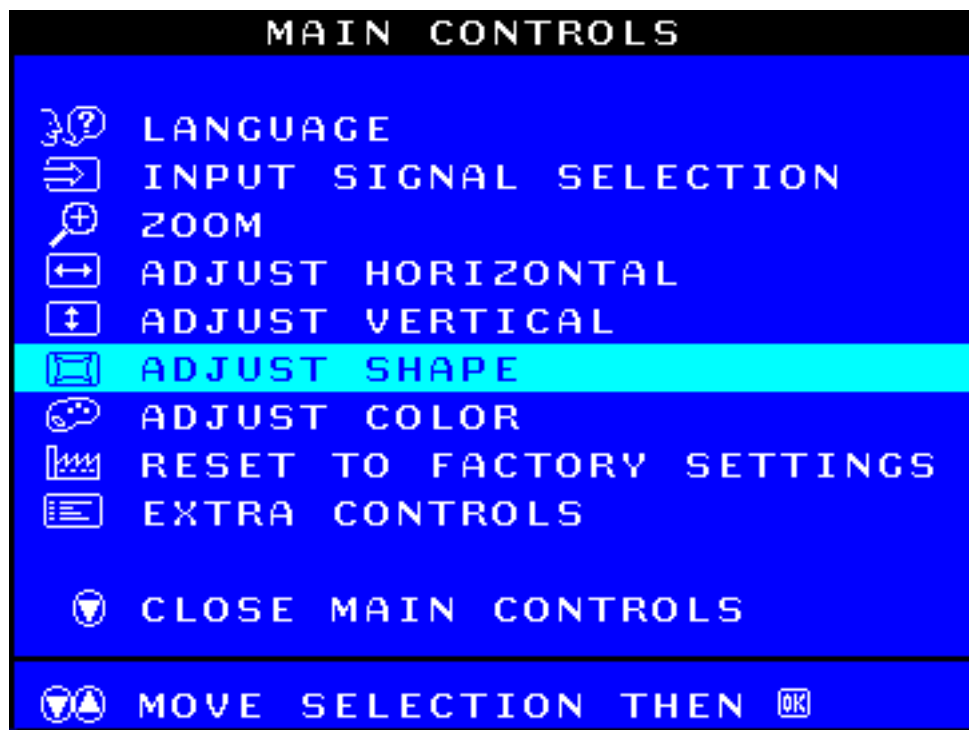 MAIN CONTROLS
LANGUAGE
INPUT SIGNAL SELECTION
ZOOM
ADJUST HORIZONTAL
ADJUST VERTICAL
ADJUST SHAPE
ADJUST COLOR
RESET TO FACTORY SETTINGS
EXTRA CONTROLS
CLOSE MAIN CONTROLS
MOVE SELECTION THEN OK